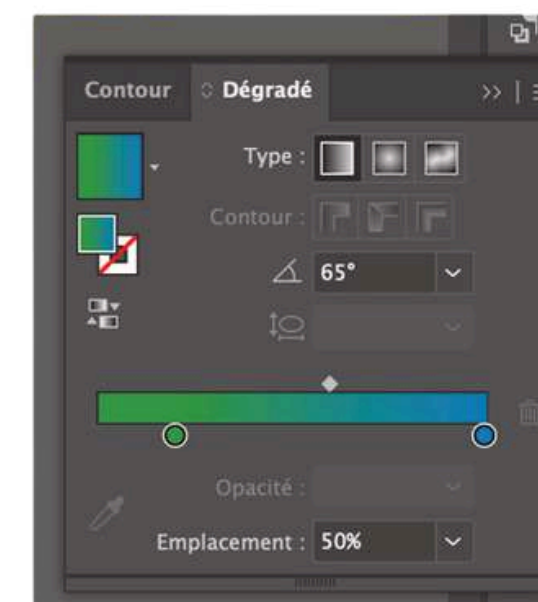 Contour Dégradé
Type :
Contour :
65°
Opacité :
Emplacement : 50%